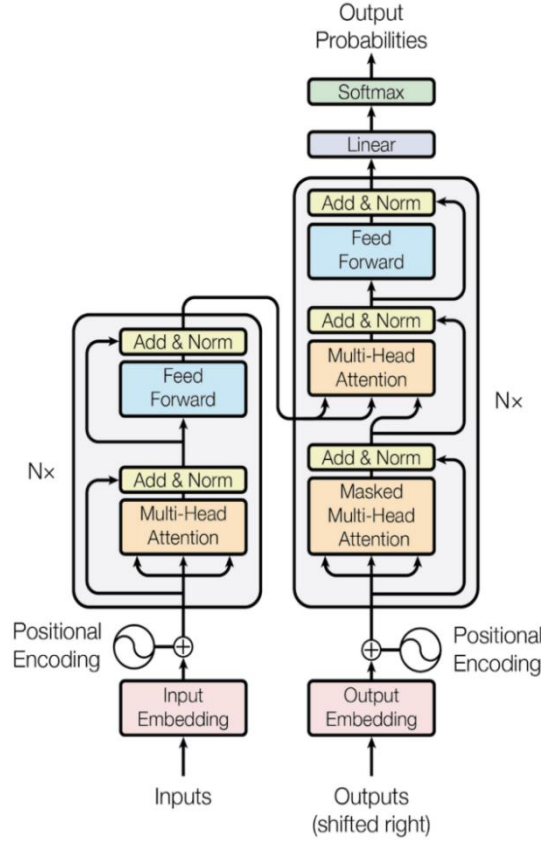 Output
Probabilities
Softmax
Linear
Add & Norm
Feed
Forward
Add & Norm
Multi-Head
Attention
Add & Norm
Masked
Multi-Head
Attention
Nx
Add & Norm
Feed
Forward
Add & Norm
Multi-Head
Attention
Nx
Positional
Encoding
Positional
Encoding
Input
Embedding
Output
Embedding
Inputs
Outputs
(shifted right)